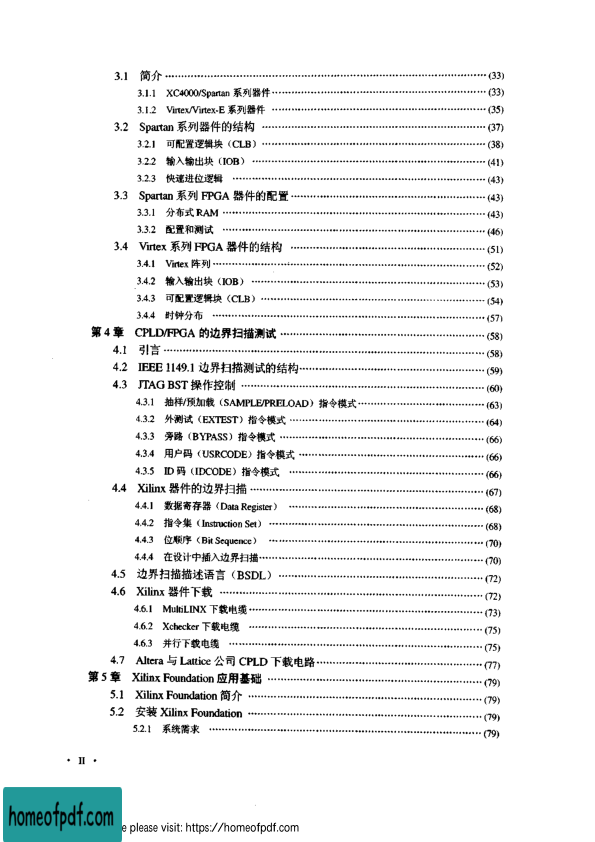 3.1 简介 ……(33)
3.1.1 XC4000/Spartan 系列器件……(33)
3.1.2 Virtex/Virtex-E 系列器件 ……(35)
3.2 Spartan 系列器件的结构 ……(37)
3.2.1 可配置逻辑块（CLB）……(38)
3.2.2 输入输出块（IOB）……(41)
3.2.3 快速进位逻辑 ……(43)
3.3 Spartan 系列 FPGA 器件的配置……(43)
3.3.1 分布式 RAM ……(43)
3.3.2 配置和测试 ……(46)
3.4 Virtex 系列 FPGA 器件的结构 ……(51)
3.4.1 Virtex 阵列……(52)
3.4.2 输入输出块（IOB）……(53)
3.4.3 可配置逻辑块（CLB）……(54)
3.4.4 时钟分布 ……(57)
第 4 章 CPLD/FPGA 的边界扫描测试 ……(58)
4.1 引言……(58)
4.2 IEEE 1149.1 边界扫描测试的结构……(59)
4.3 JTAG BST 操作控制 ……(60)
4.3.1 抽样/预加载（SAMPLE/PRELOAD）指令模式……(63)
4.3.2 外测试（EXTEST）指令模式 ……(64)
4.3.3 旁路（BYPASS）指令模式 ……(66)
4.3.4 用户码（USRCODE）指令模式 ……(66)
4.3.5 ID 码（IDCODE）指令模式 ……(66)
4.4 Xilinx 器件的边界扫描 ……(67)
4.4.1 数据寄存器（Data Register）……(68)
4.4.2 指令集（Instruction Set）……(68)
4.4.3 位顺序（Bit Sequence）……(70)
4.4.4 在设计中插入边界扫描……(70)
4.5 边界扫描描述语言（BSDL）……(72)
4.6 Xilinx 器件下载 ……(72)
4.6.1 MultiLINX 下载电缆……(73)
4.6.2 Xchecker 下载电缆 ……(75)
4.6.3 并行下载电缆 ……(75)
4.7 Altera 与 Lattice 公司 CPLD 下载电路……(77)
第 5 章 Xilinx Foundation 应用基础 ……(79)
5.1 Xilinx Foundation 简介 ……(79)
5.2 安装 Xilinx Foundation ……(79)
5.2.1 系统需求 ……(79)
· II ·
homeofpdf.com
e please visit: https://homeofpdf.com